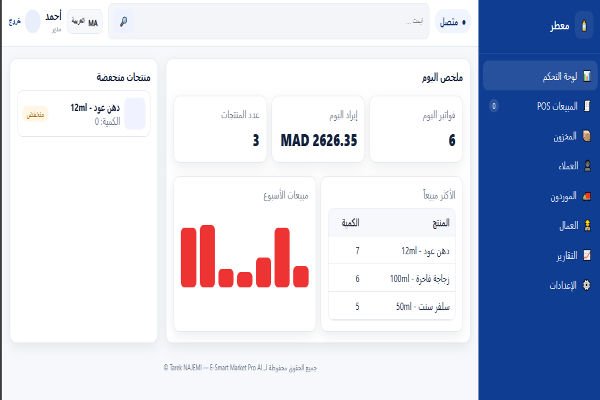 معطر
لوحة التحكم
المبيعات POS
0
المخزون
العملاء
الموردون
العمال
التقارير
الإعدادات
متصل
ابحث ...
MA العربية
أحمد
مدير
خروج
ملخص اليوم
فواتير اليوم
6
إيراد اليوم
MAD 2626.35
عدد المنتجات
3
الأكثر مبيعاً
المنتج الكمية
دهن عود - 12ml 7
زجاجة فاخرة - 100ml 6
سلفر سنت - 50ml 5
مبيعات الأسبوع
منتجات منخفضة
دهن عود - 12ml
الكمية: 0
منخفض
جميع الحقوق محفوظة لـ Tarek NAJEMI — E-Smart Market Pro AI ©